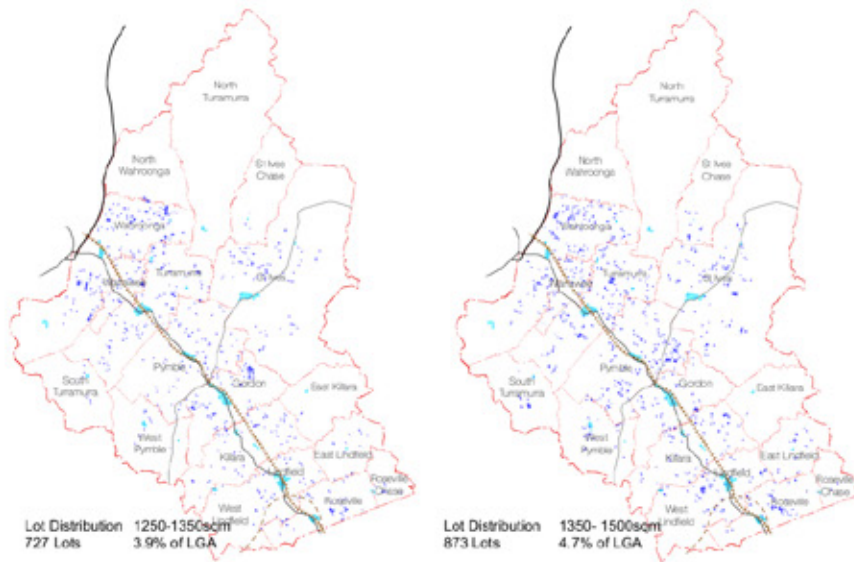 North
Turramurra
North
Wahroonga
St Ives
Chase
Wahroonga
Turramurra
St Ives
Warrawee
Pymble
South
Turramurra
Gordon
East Killara
West
Pymble
Killara
East Lindfield
Lindfield
Roseville
Chase
West
Lindfield
Roseville
Lot Distribution 1250-1350sqm
727 Lots 3.9% of LGA
North
Turramurra
North
Wahroonga
St Ives
Chase
Wahroonga
Turramurra
St Ives
Warrawee
Pymble
South
Turramurra
Gordon
East Killara
West
Pymble
Killara
East Lindfield
Lindfield
Roseville
Chase
West
Lindfield
Roseville
Lot Distribution 1350- 1500sqm
873 Lots 4.7% of LGA